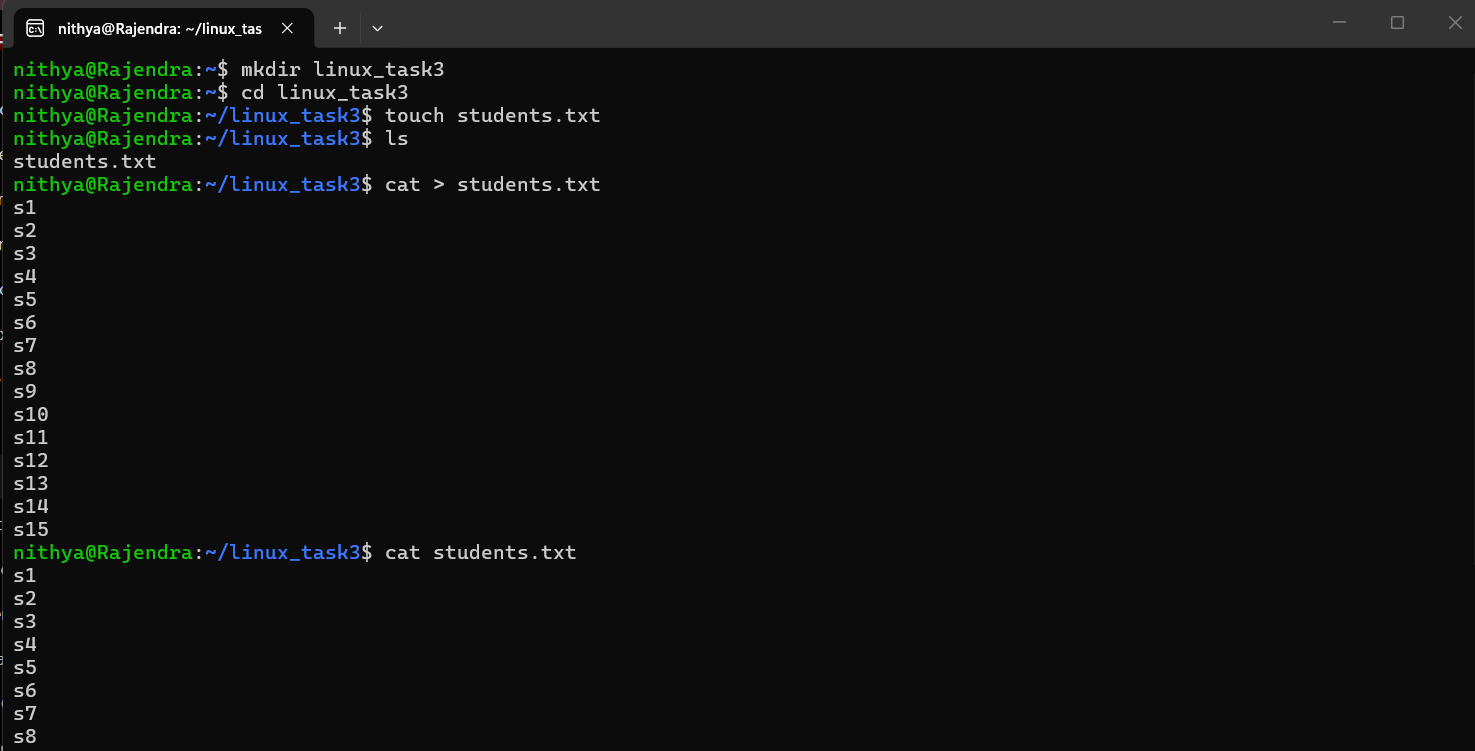 nithya@Rajendra: ~/linux_tas
nithya@Rajendra:~$ mkdir linux_task3
nithya@Rajendra:~$ cd linux_task3
nithya@Rajendra:~/linux_task3$ touch students.txt
nithya@Rajendra:~/linux_task3$ ls
students.txt
nithya@Rajendra:~/linux_task3$ cat > students.txt
s1
s2
s3
s4
s5
s6
s7
s8
s9
s10
s11
s12
s13
s14
s15
nithya@Rajendra:~/linux_task3$ cat students.txt
s1
s2
s3
s4
s5
s6
s7
s8